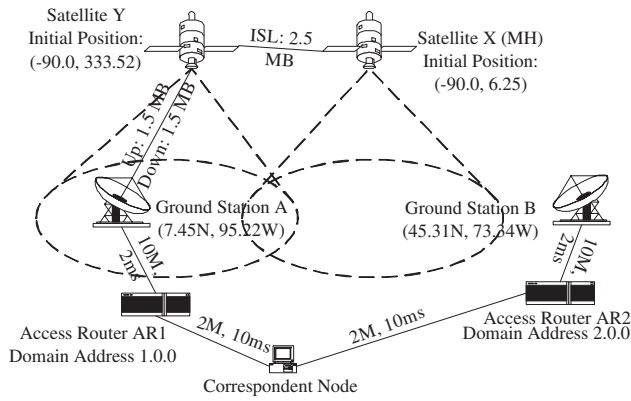 Satellite Y
Initial Position:
(-90.0, 333.52)
ISL: 2.5
MB
Satellite X (MH)
Initial Position:
(-90.0, 6.25)
Up: 1.5 MB
Down: 1.5 MB
Ground Station A
(7.45N, 95.22W)
Ground Station B
(45.31N, 73.34W)
10M,
2ms
10M,
2ms
Access Router AR1
Domain Address 1.0.0
2M, 10ms
2M, 10ms
Access Router AR2
Domain Address 2.0.0
Correspondent Node